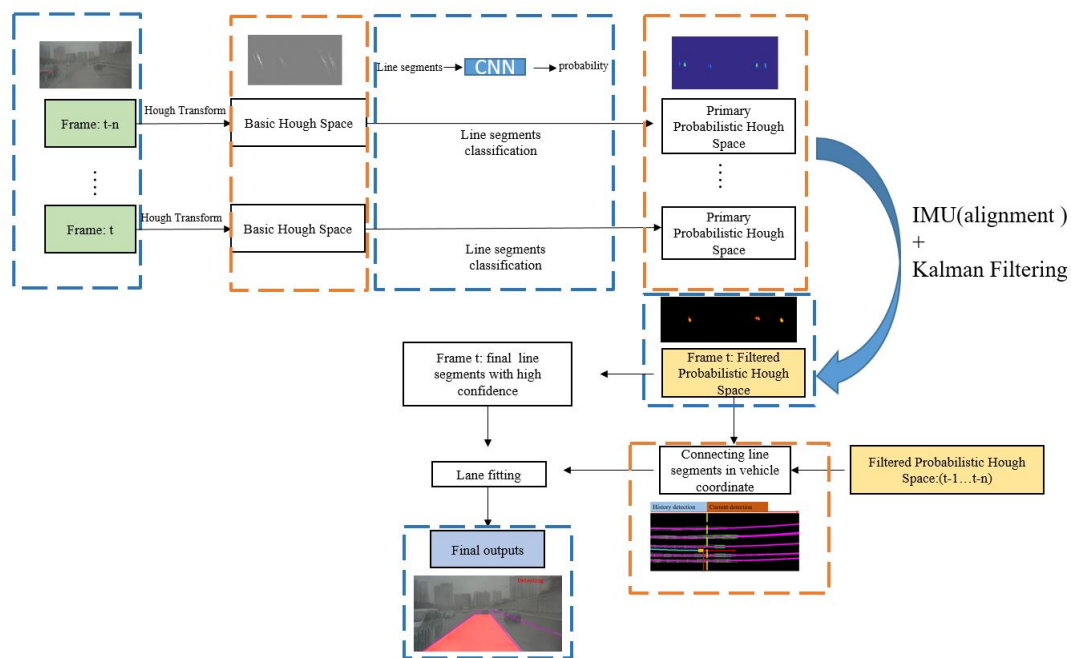 Line segments
CNN
probability
Frame: t-n
Hough Transform
Basic Hough Space
Line segments
classification
Primary
Probabilistic Hough
Space
Frame: t
Hough Transform
Basic Hough Space
Line segments
classification
Primary
Probabilistic Hough
Space
IMU(alignment )
+
Kalman Filtering
Frame t: final line
segments with high
confidence
Frame t: Filtered
Probabilistic Hough
Space
Lane fitting
Connecting line
segments in vehicle
coordinate
Filtered Probabilistic Hough
Space:(t-1…t-n)
History detection
Current detection
Final outputs
Detecting